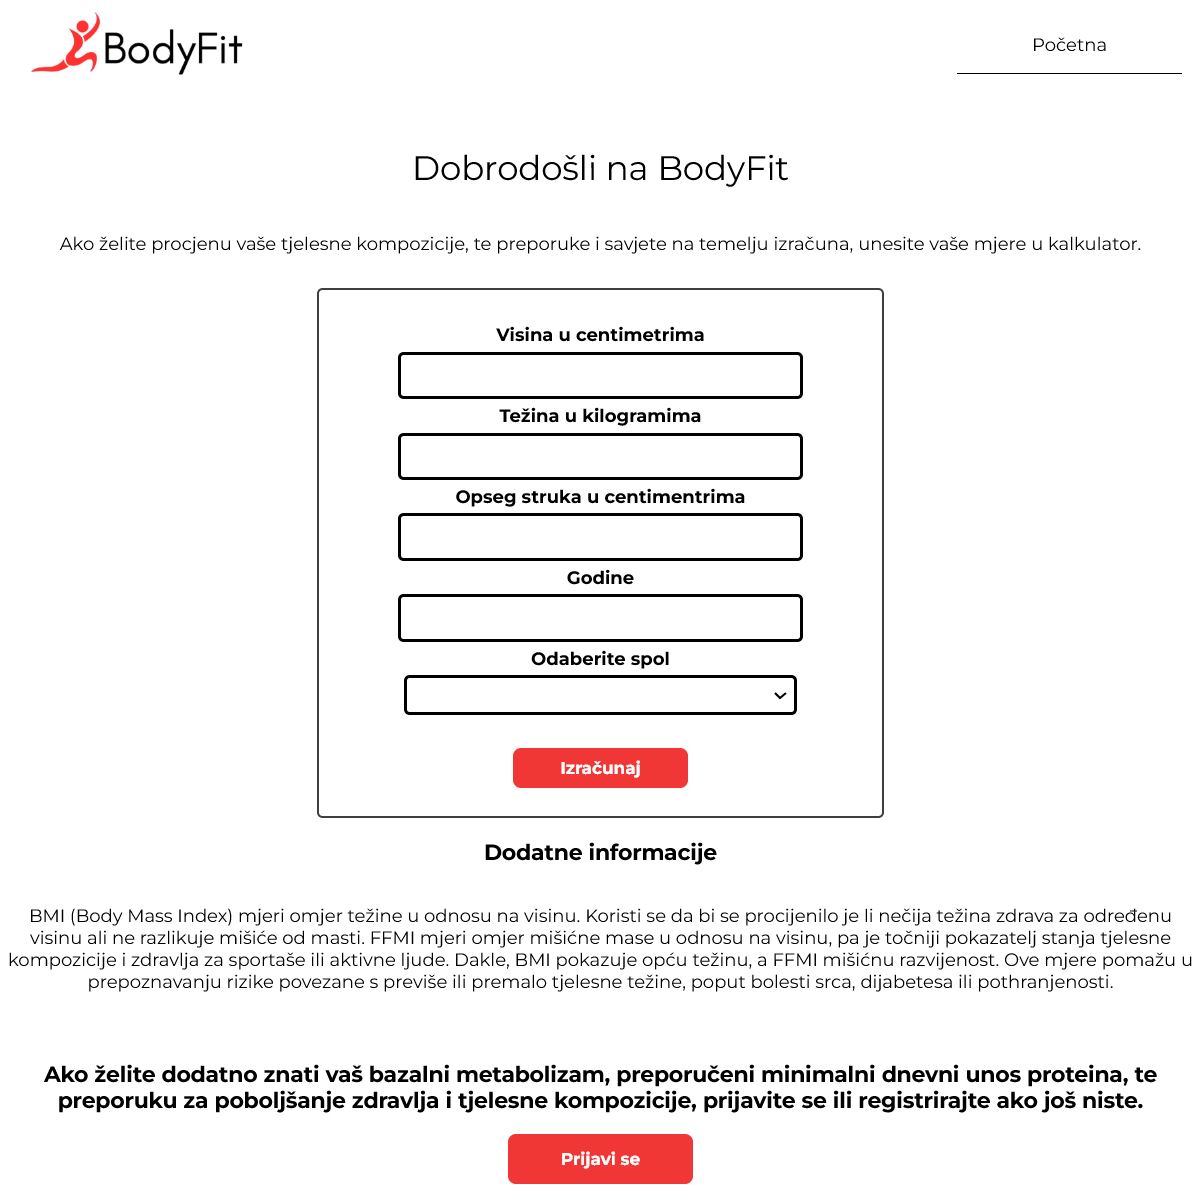 BodyFit
Početna
Dobrodošli na BodyFit
Ako želite procjenu vaše tjelesne kompozicije, te preporuke i savjete na temelju izračuna, unesite vaše mjere u kalkulator.
Visina u centimetrima
Težina u kilogramima
Opseg struka u centimentrima
Godine
Odaberite spol
Izračunaj
Dodatne informacije
BMI (Body Mass Index) mjeri omjer težine u odnosu na visinu. Koristi se da bi se procijenilo je li nečija težina zdrava za određenu
visinu ali ne razlikuje mišiće od masti. FFMI mjeri omjer mišićne mase u odnosu na visinu, pa je točniji pokazatelj stanja tjelesne
kompozicije i zdravlja za sportaše ili aktivne ljude. Dakle, BMI pokazuje opću težinu, a FFMI mišićnu razvijenost. Ove mjere pomažu u
prepoznavanju rizike povezane s previše ili premalo tjelesne težine, poput bolesti srca, dijabetesa ili pothranjenosti.
Ako želite dodatno znati vaš bazalni metabolizam, preporučeni minimalni dnevni unos proteina, te
preporuku za poboljšanje zdravlja i tjelesne kompozicije, prijavite se ili registrirajte ako još niste.
Prijavi se